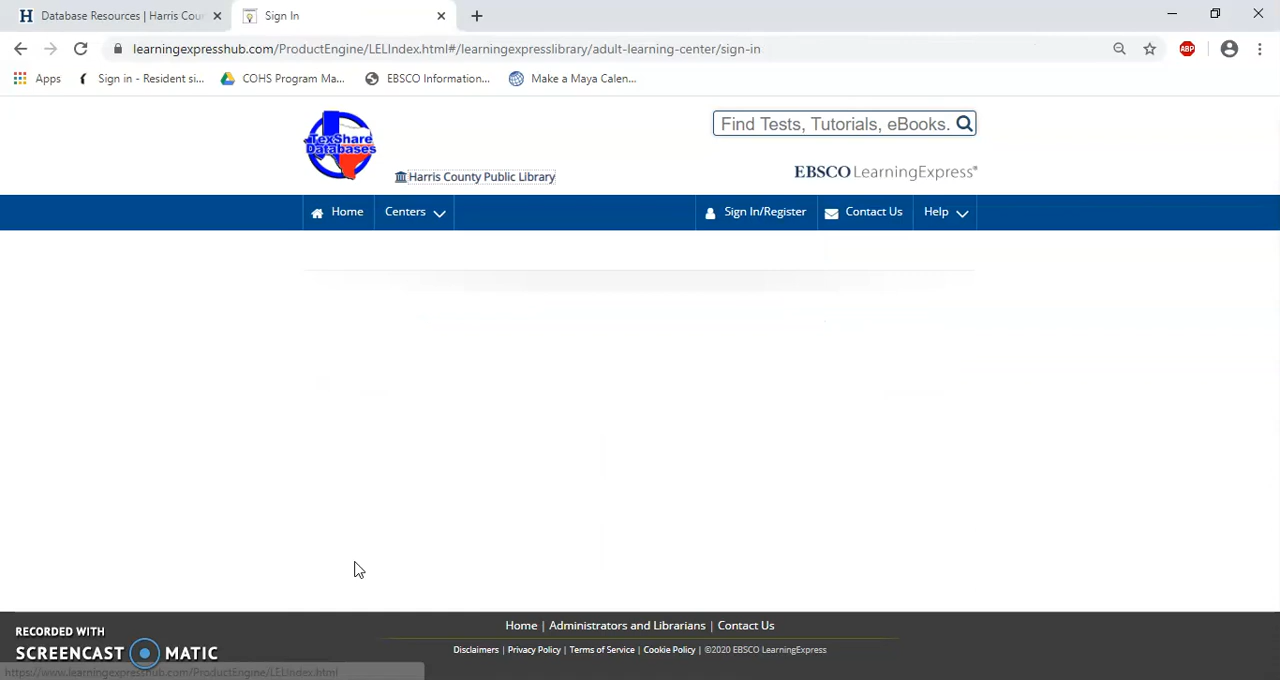 H Database Resources | Harris Cou
Sign In
learningexpresshub.com/ProductEngine/LELIndex.html#/learningexpresslibrary/adult-learning-center/sign-in
ABP
Apps
Sign in - Resident si...
COHS Program Ma...
EBSCO Information...
Make a Maya Calen...
TexShare
Databases
Harris County Public Library
Find Tests, Tutorials, eBooks.
EBSCO LearningExpress®
Home
Centers
Sign In/Register
Contact Us
Help
Home | Administrators and Librarians | Contact Us
Disclaimers | Privacy Policy | Terms of Service | Cookie Policy | ©2020 EBSCO LearningExpress
RECORDED WITH
SCREENCAST MATIC
https://www.learningexpresshub.com/ProductEngine/LELIndex.html